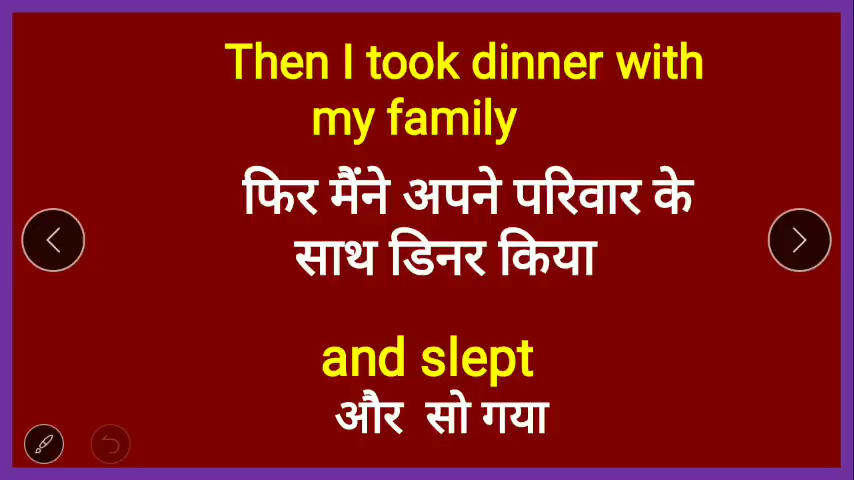 Then I took dinner with
my family
फिर मैंने अपने परिवार के
साथ डिनर किया
and slept
और सो गया